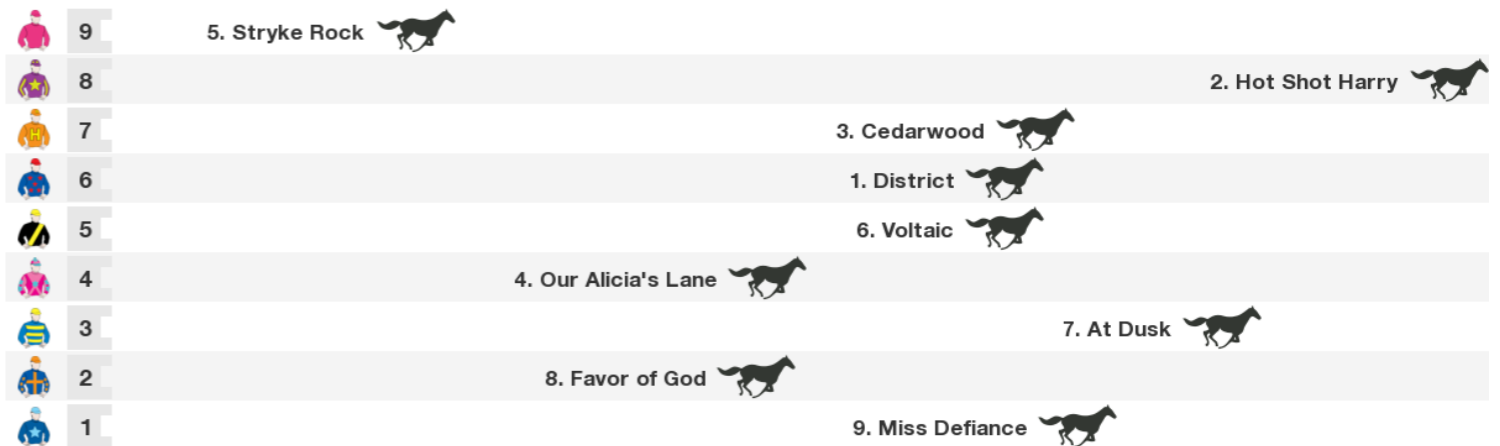 9 5. Stryke Rock
8 2. Hot Shot Harry
7 H 3. Cedarwood
6 1. District
5 6. Voltaic
4 4. Our Alicia's Lane
3 7. At Dusk
2 8. Favor of God
1 9. Miss Defiance